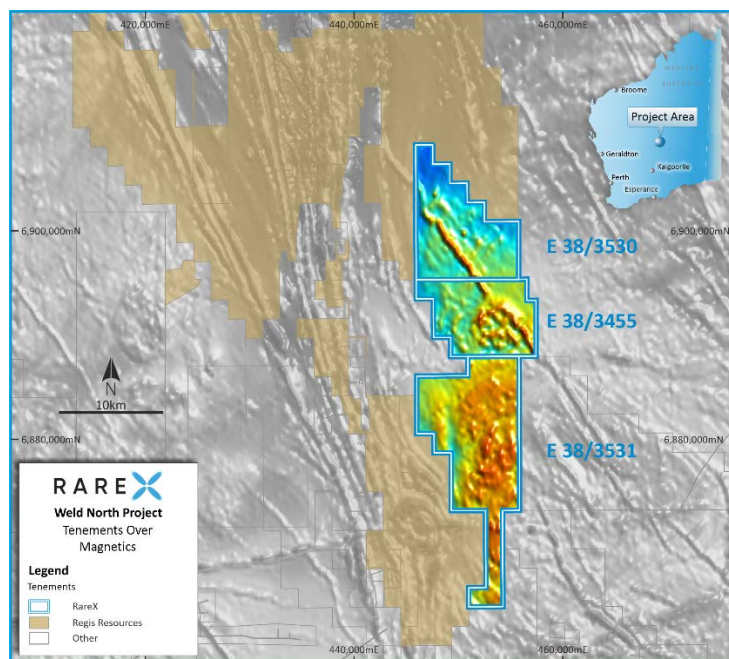 420,000mE
440,000mE
460,000mE
WESTERN
AUSTRALIA
Broome
Project Area
Geraldton
Kalgoorlie
Perth
Esperance
6,900,000mN
6,900,000mN
E 38/3530
E 38/3455
N
10km
6,880,000mN
6,880,000mN
E 38/3531
RAREX
Weld North Project
Tenements Over
Magnetics
Legend
Tenements
RareX
Regis Resources
Other
440,000mE
460,000mE